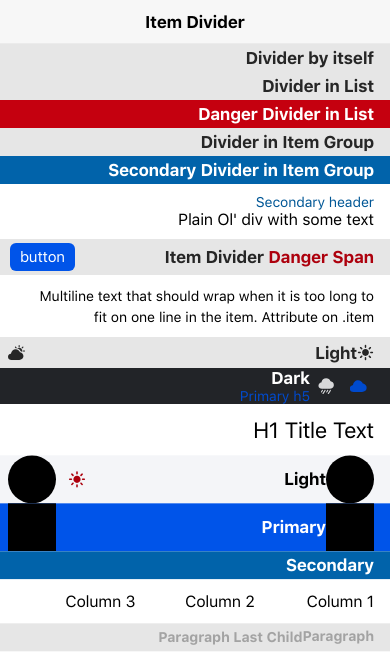 Item Divider
Divider by itself
Divider in List
Danger Divider in List
Divider in Item Group
Secondary Divider in Item Group
Secondary header
Plain Ol' div with some text
button Item Divider Danger Span
Multiline text that should wrap when it is too long to
fit on one line in the item. Attribute on .item
Light
Dark
Primary h5
H1 Title Text
Light
Primary
Secondary
Column 3 Column 2 Column 1
Paragraph Last ChildParagraph